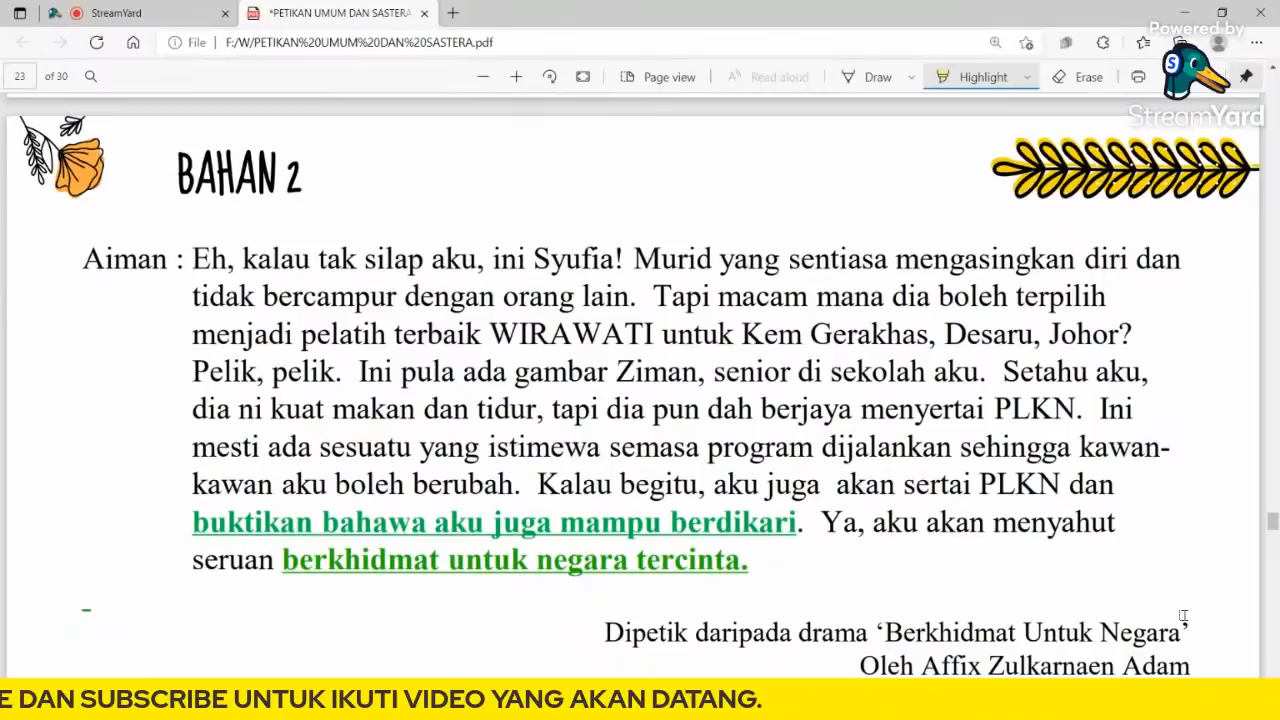 StreamYard
*PETIKAN UMUM DAN SASTERA
File F:/W/PETIKAN%20UMUM%20DAN%20SASTERA.pdf
23 of 30 Page view Read aloud Draw Highlight Erase
Powered by
StreamYard
BAHAN 2
Aiman : Eh, kalau tak silap aku, ini Syufia! Murid yang sentiasa mengasingkan diri dan
tidak bercampur dengan orang lain. Tapi macam mana dia boleh terpilih
menjadi pelatih terbaik WIRAWATI untuk Kem Gerakhas, Desaru, Johor?
Pelik, pelik. Ini pula ada gambar Ziman, senior di sekolah aku. Setahu aku,
dia ni kuat makan dan tidur, tapi dia pun dah berjaya menyertai PLKN. Ini
mesti ada sesuatu yang istimewa semasa program dijalankan sehingga kawan-
kawan aku boleh berubah. Kalau begitu, aku juga akan sertai PLKN dan
buktikan bahawa aku juga mampu berdikari. Ya, aku akan menyahut
seruan berkhidmat untuk negara tercinta.
Dipetik daripada drama ‘Berkhidmat Untuk Negara’
Oleh Affix Zulkarnaen Adam
E DAN SUBSCRIBE UNTUK IKUTI VIDEO YANG AKAN DATANG.